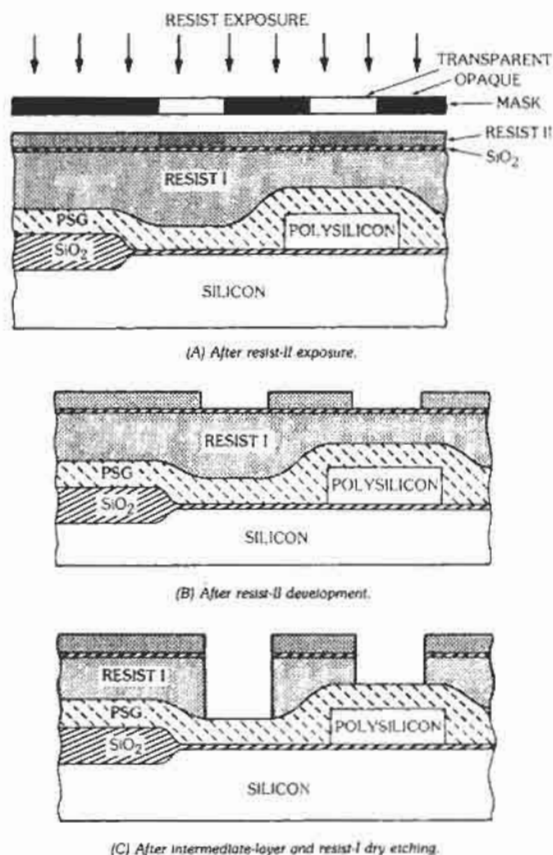 RESIST EXPOSURE
TRANSPARENT
OPAQUE
MASK
RESIST II
SiO₂
RESIST I
PSG
POLYSILICON
SiO₂
SILICON
(A) After resist-II exposure.
RESIST I
PSG
POLYSILICON
SiO₂
SILICON
(B) After resist-II development.
RESIST I
PSG
POLYSILICON
SiO₂
SILICON
(C) After intermediate-layer and resist-I dry etching.